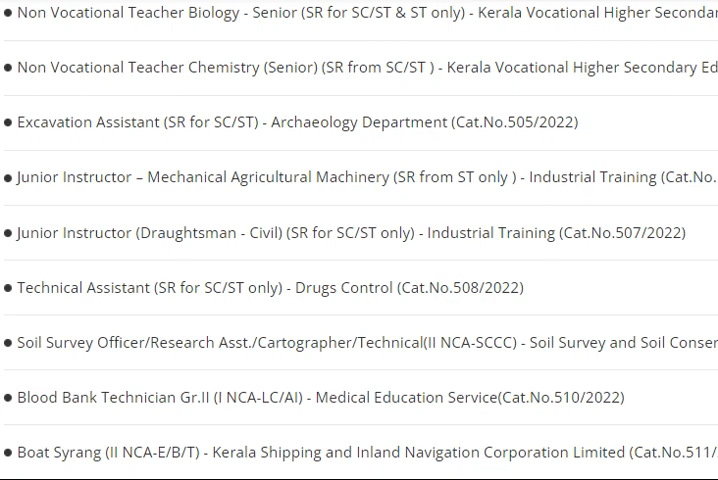 ● Non Vocational Teacher Biology - Senior (SR for SC/ST & ST only) - Kerala Vocational Higher
● Non Vocational Teacher Chemistry (Senior) (SR from SC/ST ) - Kerala Vocational Higher Secondary
● Excavation Assistant (SR for SC/ST) - Archaeology Department (Cat.No.505/2022)
● Junior Instructor – Mechanical Agricultural Machinery (SR from ST only ) - Industrial Training (Cat.No.
● Junior Instructor (Draughtsman - Civil) (SR for SC/ST only) - Industrial Training (Cat.No.507/2022)
● Technical Assistant (SR for SC/ST only) - Drugs Control (Cat.No.508/2022)
● Soil Survey Officer/Research Asst./Cartographer/Technical(II NCA-SCCC) - Soil Survey and Soil
● Blood Bank Technician Gr.II (I NCA-LC/AI) - Medical Education Service(Cat.No.510/2022)
● Boat Syrang (II NCA-E/B/T) - Kerala Shipping and Inland Navigation Corporation Limited (Cat.No.511/